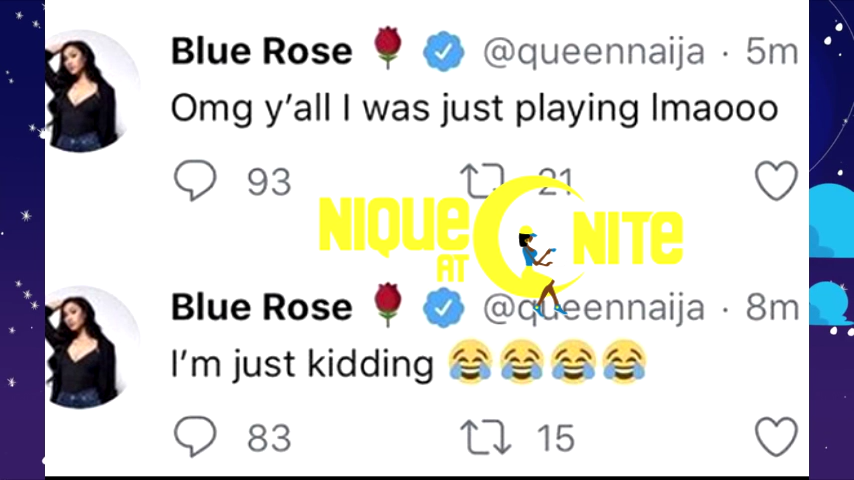 Blue Rose 🌹 @queennaija · 5m
Omg y’all I was just playing lmaooo
93 21
NIQUE AT NITE
Blue Rose 🌹 @queennaija · 8m
I’m just kidding 😂😂😂😂
83 15